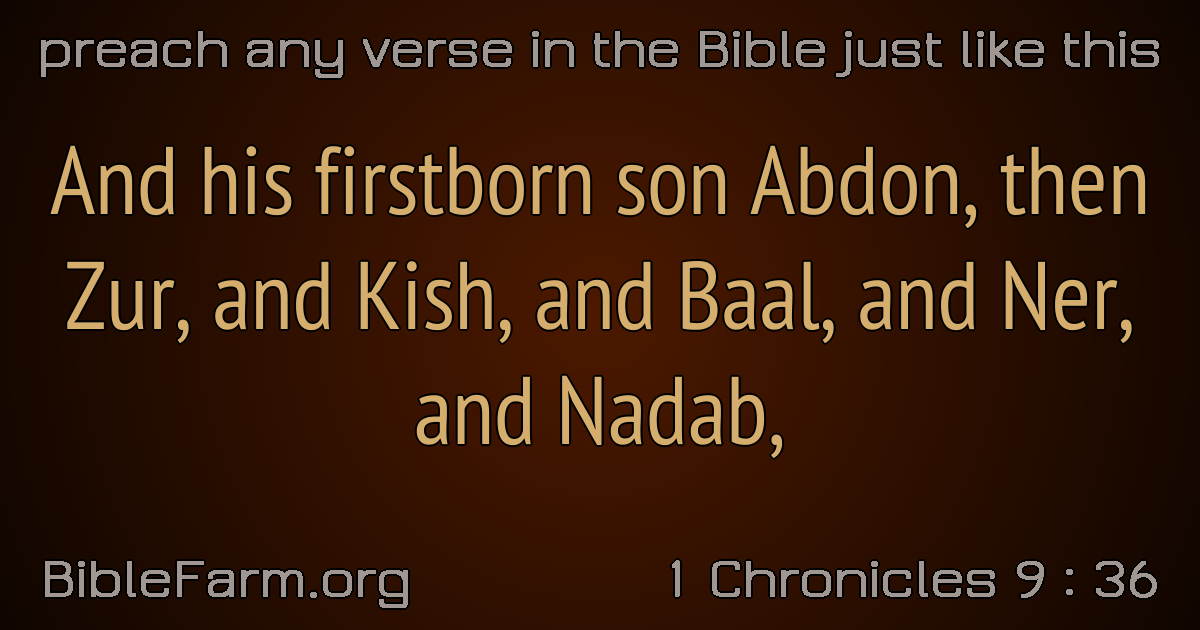 preach any verse in the Bible just like this
And his firstborn son Abdon, then
Zur, and Kish, and Baal, and Ner,
and Nadab,
BibleFarm.org
1 Chronicles 9 : 36